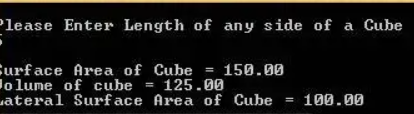 Please Enter Length of any side of a Cube
5
Surface Area of Cube = 150.00
Volume of cube = 125.00
Lateral Surface Area of Cube = 100.00